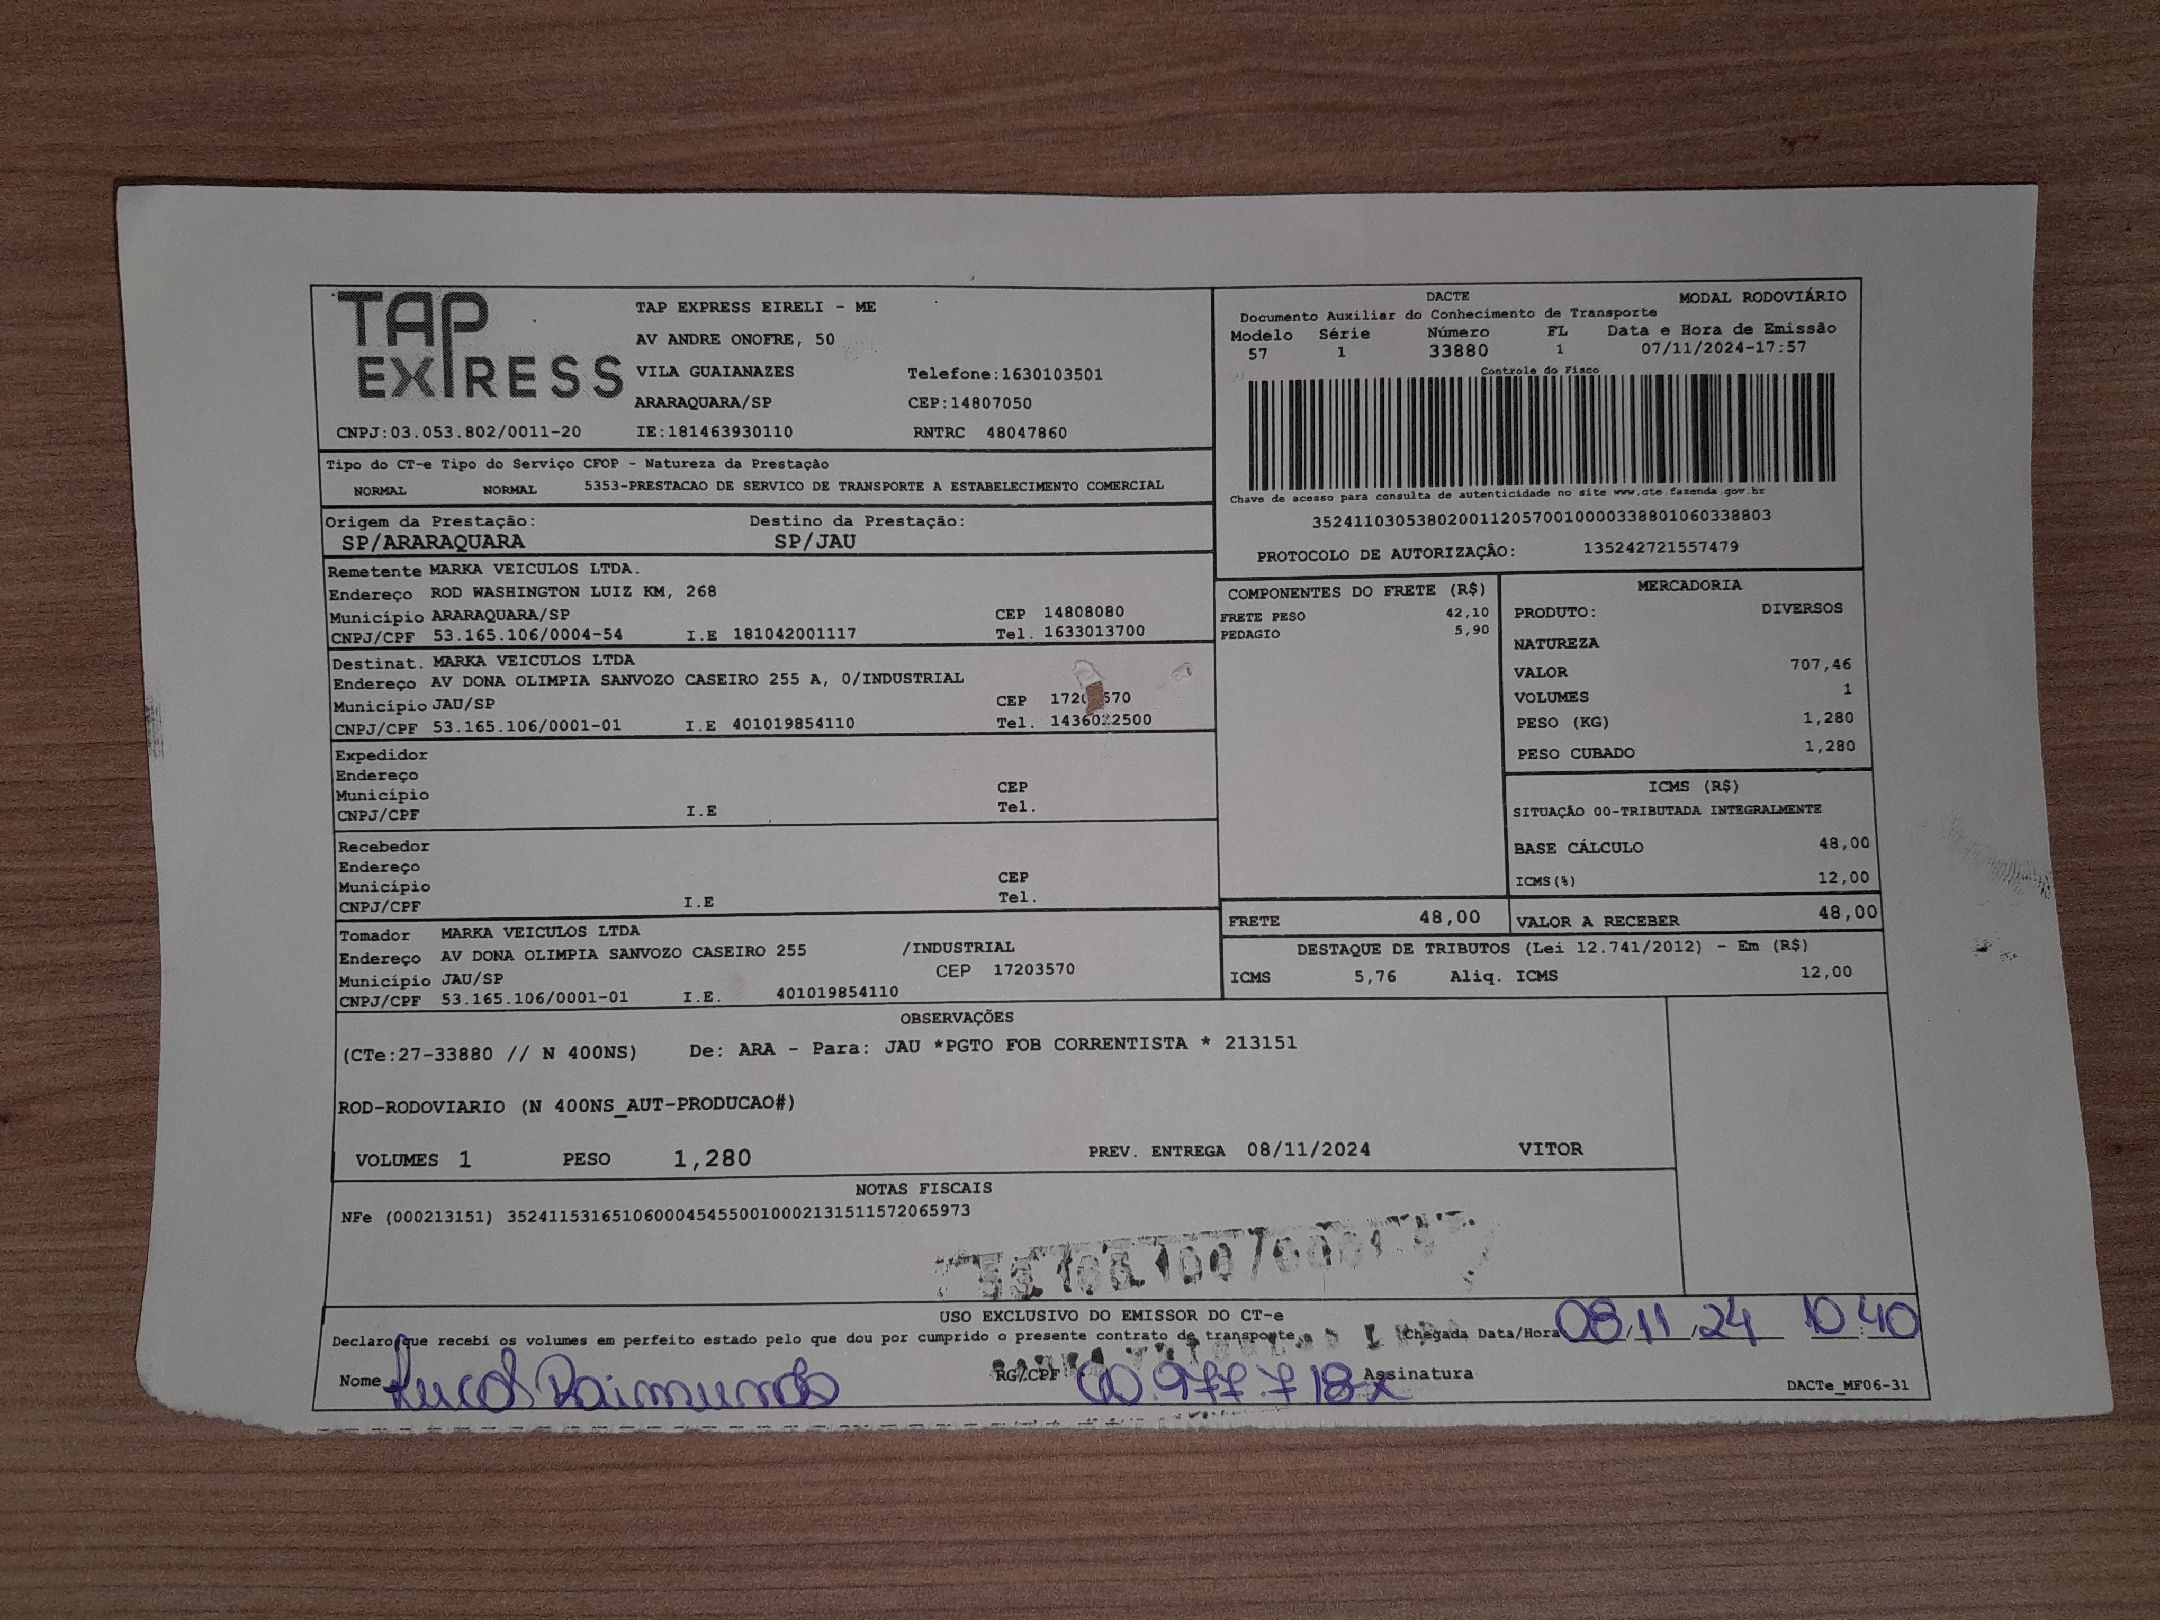 TAP EXPRESS
TAP EXPRESS EIRELI - ME
AV ANDRE ONOFRE, 50
VILA GUAIANAZES Telefone:1630103501
ARARAQUARA/SP CEP:14807050
CNPJ:03.053.802/0011-20 IE:181463930110 RNTRC 48047860
DACTE MODAL RODOVIÁRIO
Documento Auxiliar do Conhecimento de Transporte
Modelo Série Número FL Data e Hora de Emissão
57 1 33880 1 07/11/2024-17:57
Controle do Fisco
Chave de acesso para consulta de autenticidade no site www.cte.fazenda.gov.br
35241103053802001120570010000338801060338803
PROTOCOLO DE AUTORIZAÇÃO: 135242721557479
Tipo do CT-e Tipo do Serviço CFOP - Natureza da Prestação
NORMAL NORMAL 5353-PRESTACAO DE SERVICO DE TRANSPORTE A ESTABELECIMENTO COMERCIAL
Origem da Prestação: Destino da Prestação:
SP/ARARAQUARA SP/JAU
Remetente MARKA VEICULOS LTDA.
Endereço ROD WASHINGTON LUIZ KM, 268
Município ARARAQUARA/SP CEP 14808080
CNPJ/CPF 53.165.106/0004-54 I.E 181042001117 Tel. 1633013700
Destinat. MARKA VEICULOS LTDA
Endereço AV DONA OLIMPIA SANVOZO CASEIRO 255 A, 0/INDUSTRIAL
Município JAU/SP CEP
CNPJ/CPF 53.165.106/0001-01 I.E 401019854110 Tel. 1436022500
Expedidor
Endereço
Município CEP
CNPJ/CPF I.E Tel.
Recebedor
Endereço
Município CEP
CNPJ/CPF I.E Tel.
Tomador MARKA VEICULOS LTDA
Endereço AV DONA OLIMPIA SANVOZO CASEIRO 255 /INDUSTRIAL
Município JAU/SP CEP 17203570
CNPJ/CPF 53.165.106/0001-01 I.E. 401019854110
COMPONENTES DO FRETE (R$)
FRETE PESO 42,10
PEDAGIO 5,90
MERCADORIA
PRODUTO: DIVERSOS
NATUREZA
VALOR 707,46
VOLUMES 1
PESO (KG) 1,280
PESO CUBADO 1,280
ICMS (R$)
SITUAÇÃO 00-TRIBUTADA INTEGRALMENTE
BASE CÁLCULO 48,00
ICMS(%) 12,00
FRETE 48,00 VALOR A RECEBER 48,00
DESTAQUE DE TRIBUTOS (Lei 12.741/2012) - Em (R$)
ICMS 5,76 Aliq. ICMS 12,00
OBSERVAÇÕES
(CTe:27-33880 // N 400NS) De: ARA - Para: JAU *PGTO FOB CORRENTISTA * 213151
ROD-RODOVIARIO (N 400NS_AUT-PRODUCAO#)
VOLUMES 1 PESO 1,280 PREV. ENTREGA 08/11/2024 VITOR
NOTAS FISCAIS
NFe (000213151) 35241153165106000454550010002131511572065973
USO EXCLUSIVO DO EMISSOR DO CT-e
Declaro que recebi os volumes em perfeito estado pelo que dou por cumprido o presente contrato de transporte Chegada Data/Hora 08/11/24 10:40
Nome Lucas Raimundo RG/CPF 60.977.718-x Assinatura
DACTe_MF06-31